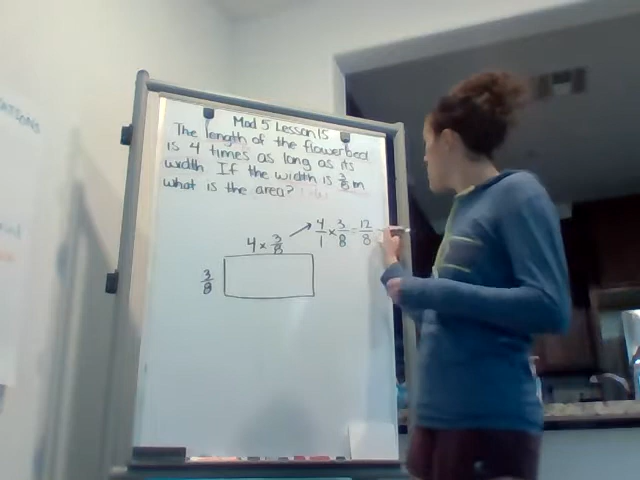 Mod 5 Lesson 15
The length of the flowerbed
is 4 times as long as its
width. If the width is 3/8 m
what is the area?
4 × 3/8 → 4/1 × 3/8 = 12/8
3/8